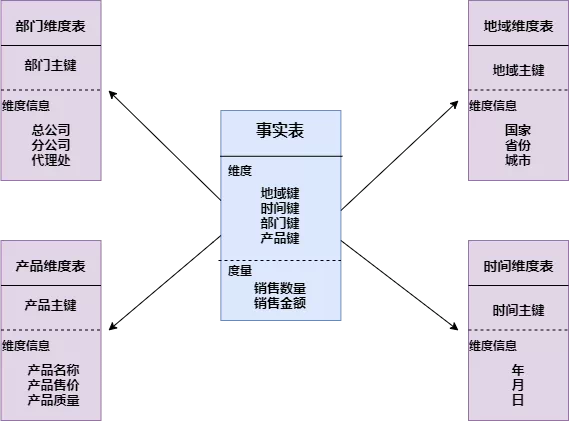 部门维度表
部门主键
维度信息
总公司
分公司
代理处
地域维度表
地域主键
维度信息
国家
省份
城市
事实表
维度
地域键
时间键
部门键
产品键
度量
销售数量
销售金额
产品维度表
产品主键
维度信息
产品名称
产品售价
产品质量
时间维度表
时间主键
维度信息
年
月
日